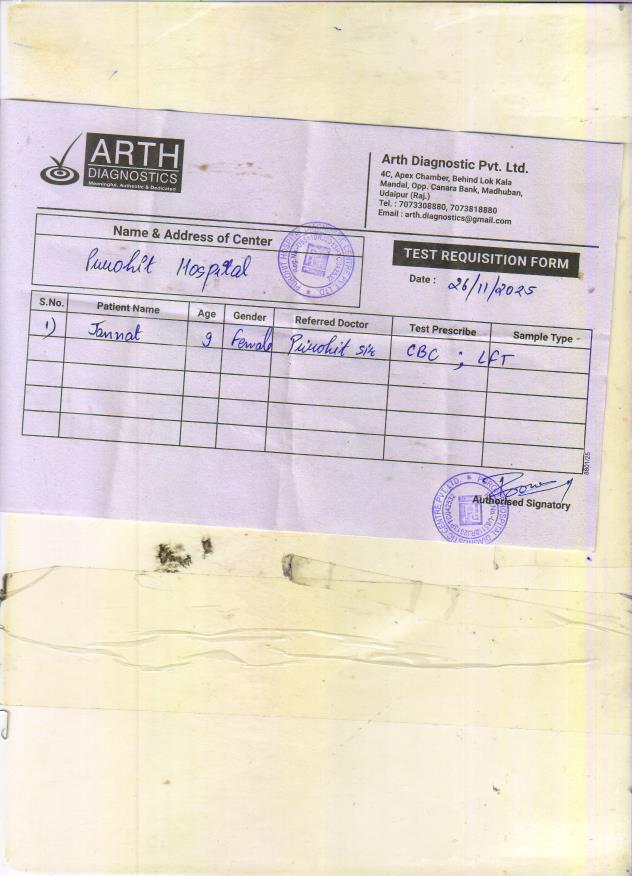 ARTH
DIAGNOSTICS
Meaningful, Authentic & Dedicated
Arth Diagnostic Pvt. Ltd.
4C, Apex Chamber, Behind Lok Kala
Mandal, Opp. Canara Bank, Madhuban,
Udaipur (Raj.)
Tel. : 7073308880, 7073818880
Email : arth.diagnostics@gmail.com
Name & Address of Center
Purohit Hospital
TEST REQUISITION FORM
Date : 26/11/2025
S.No. Patient Name Age Gender Referred Doctor Test Prescribe Sample Type
1) Jannat 9 Female Purohit Sir CBC ; LFT
Authorised Signatory